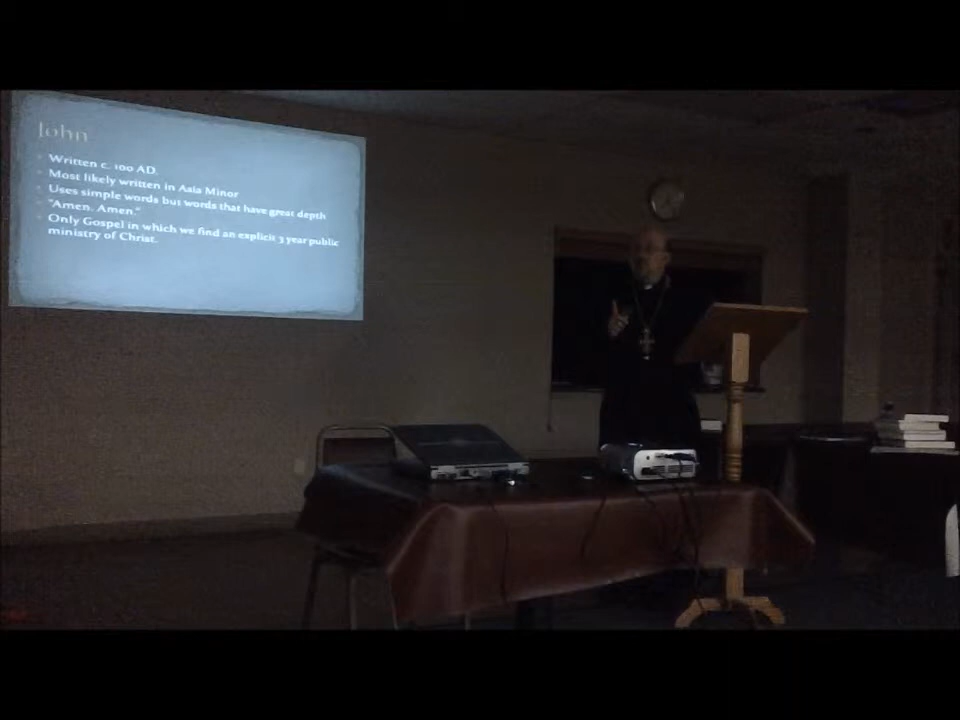 John
Written c. 100 AD.
Most likely written in Asia Minor
Uses simple words but words that have great depth
"Amen. Amen."
Only Gospel in which we find an explicit 3 year public
ministry of Christ.